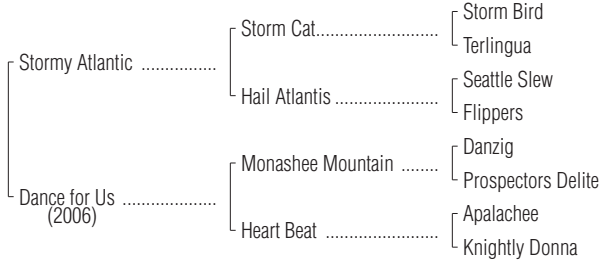 Storm Bird
Storm Cat..........................
Terlingua
Stormy Atlantic ................
Seattle Slew
Hail Atlantis ......................
Flippers
Danzig
Monashee Mountain ........
Prospectors Delite
Dance for Us ....................
(2006)
Apalachee
Heart Beat ........................
Knightly Donna